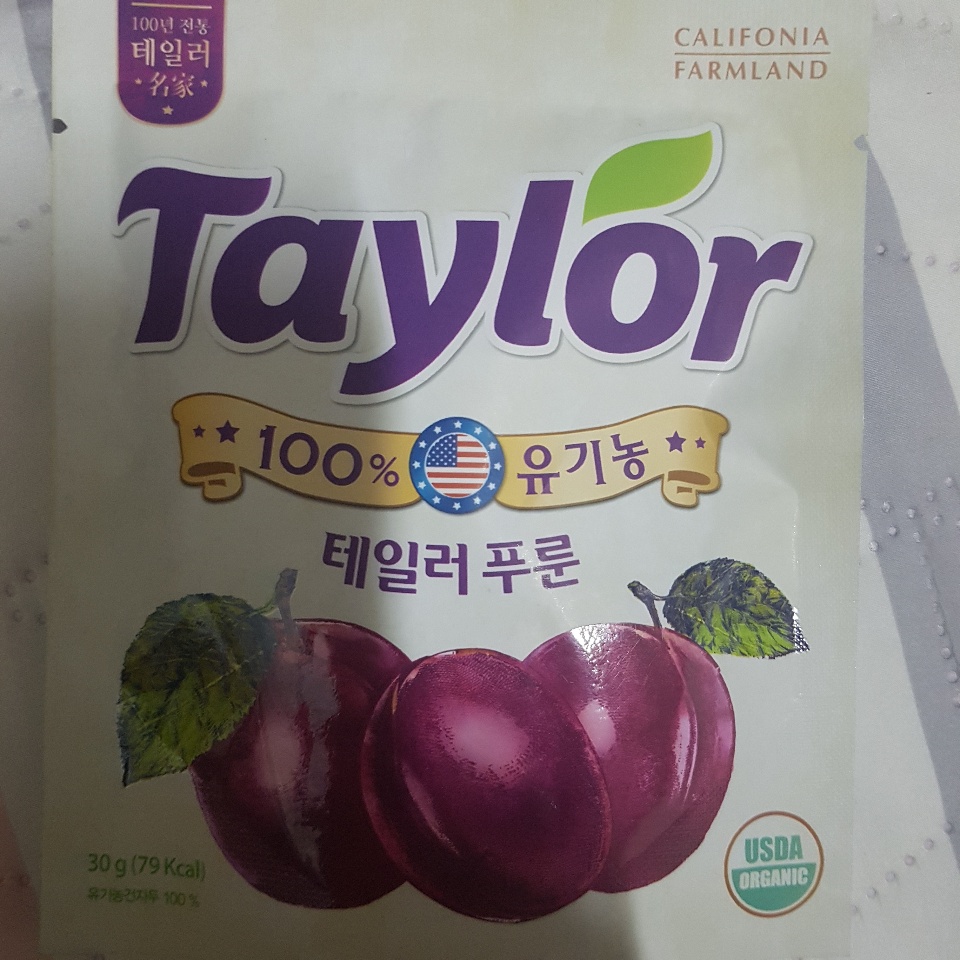 100년 전통
테일러
名家
CALIFONIA
FARMLAND
Taylor
100% 유기농
테일러 푸룬
30 g (79 Kcal)
유기농건자두 100 %
USDA
ORGANIC